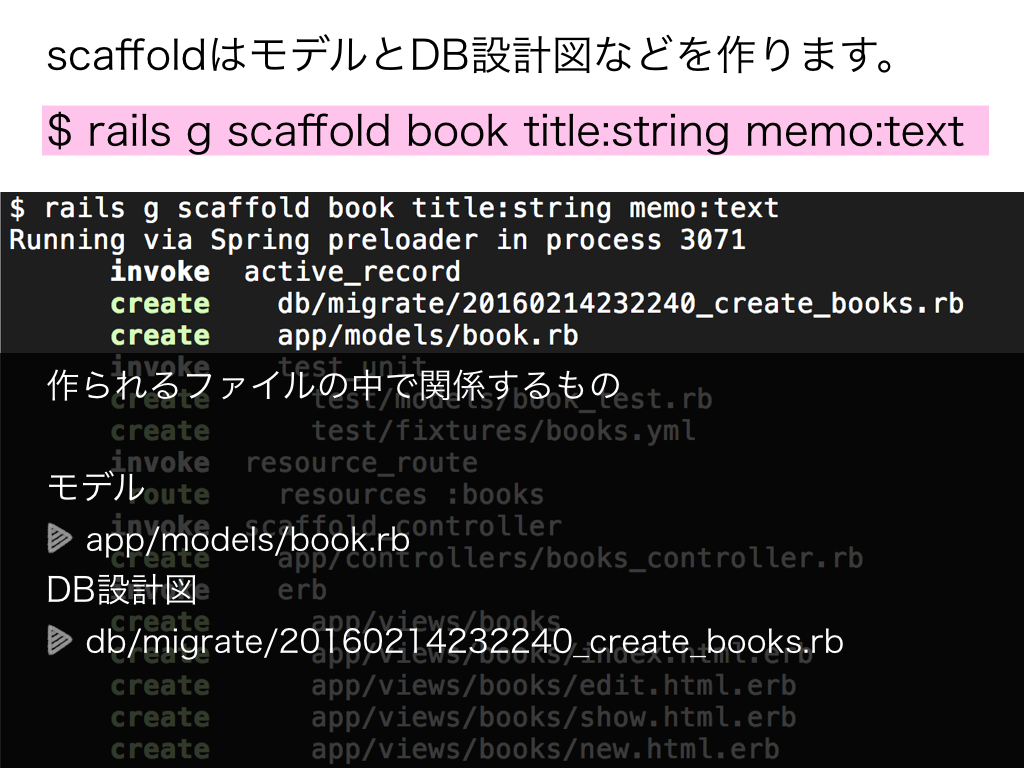 scaffoldはモデルとDB設計図などを作ります。
$ rails g scaffold book title:string memo:text
$ rails g scaffold book title:string memo:text
Running via Spring preloader in process 3071
invoke active_record
create db/migrate/20160214232240_create_books.rb
create app/models/book.rb
invoke test_unit
作られるファイルの中で関係するもの
create test/models/book_test.rb
create test/fixtures/books.yml
invoke resource_route
モデル
route resources :books
invoke scaffold_controller
app/models/book.rb
create app/controllers/books_controller.rb
DB設計図
invoke erb
create app/views/books
db/migrate/20160214232240_create_books.rb
create app/views/books/index.html.erb
create app/views/books/edit.html.erb
create app/views/books/show.html.erb
create app/views/books/new.html.erb